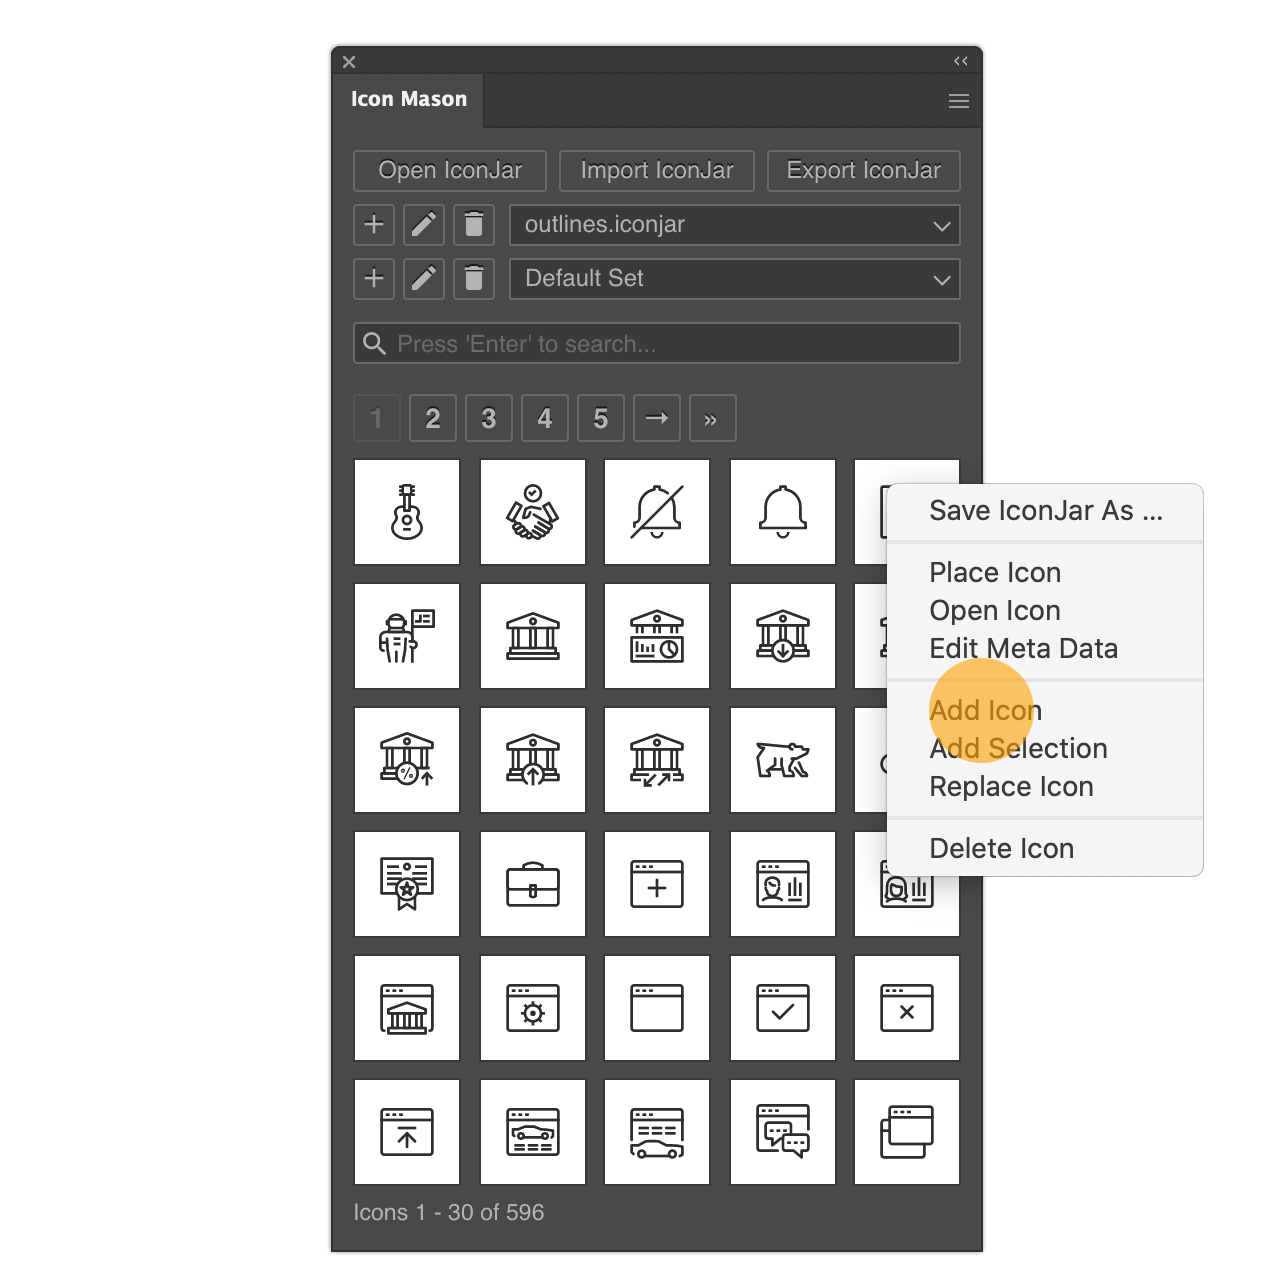 Icon Mason
Open IconJar
Import IconJar
Export IconJar
outlines.iconjar
Default Set
Press 'Enter' to search...
1 2 3 4 5 → »
Save IconJar As ...
Place Icon
Open Icon
Edit Meta Data
Add Icon
Add Selection
Replace Icon
Delete Icon
Icons 1 - 30 of 596